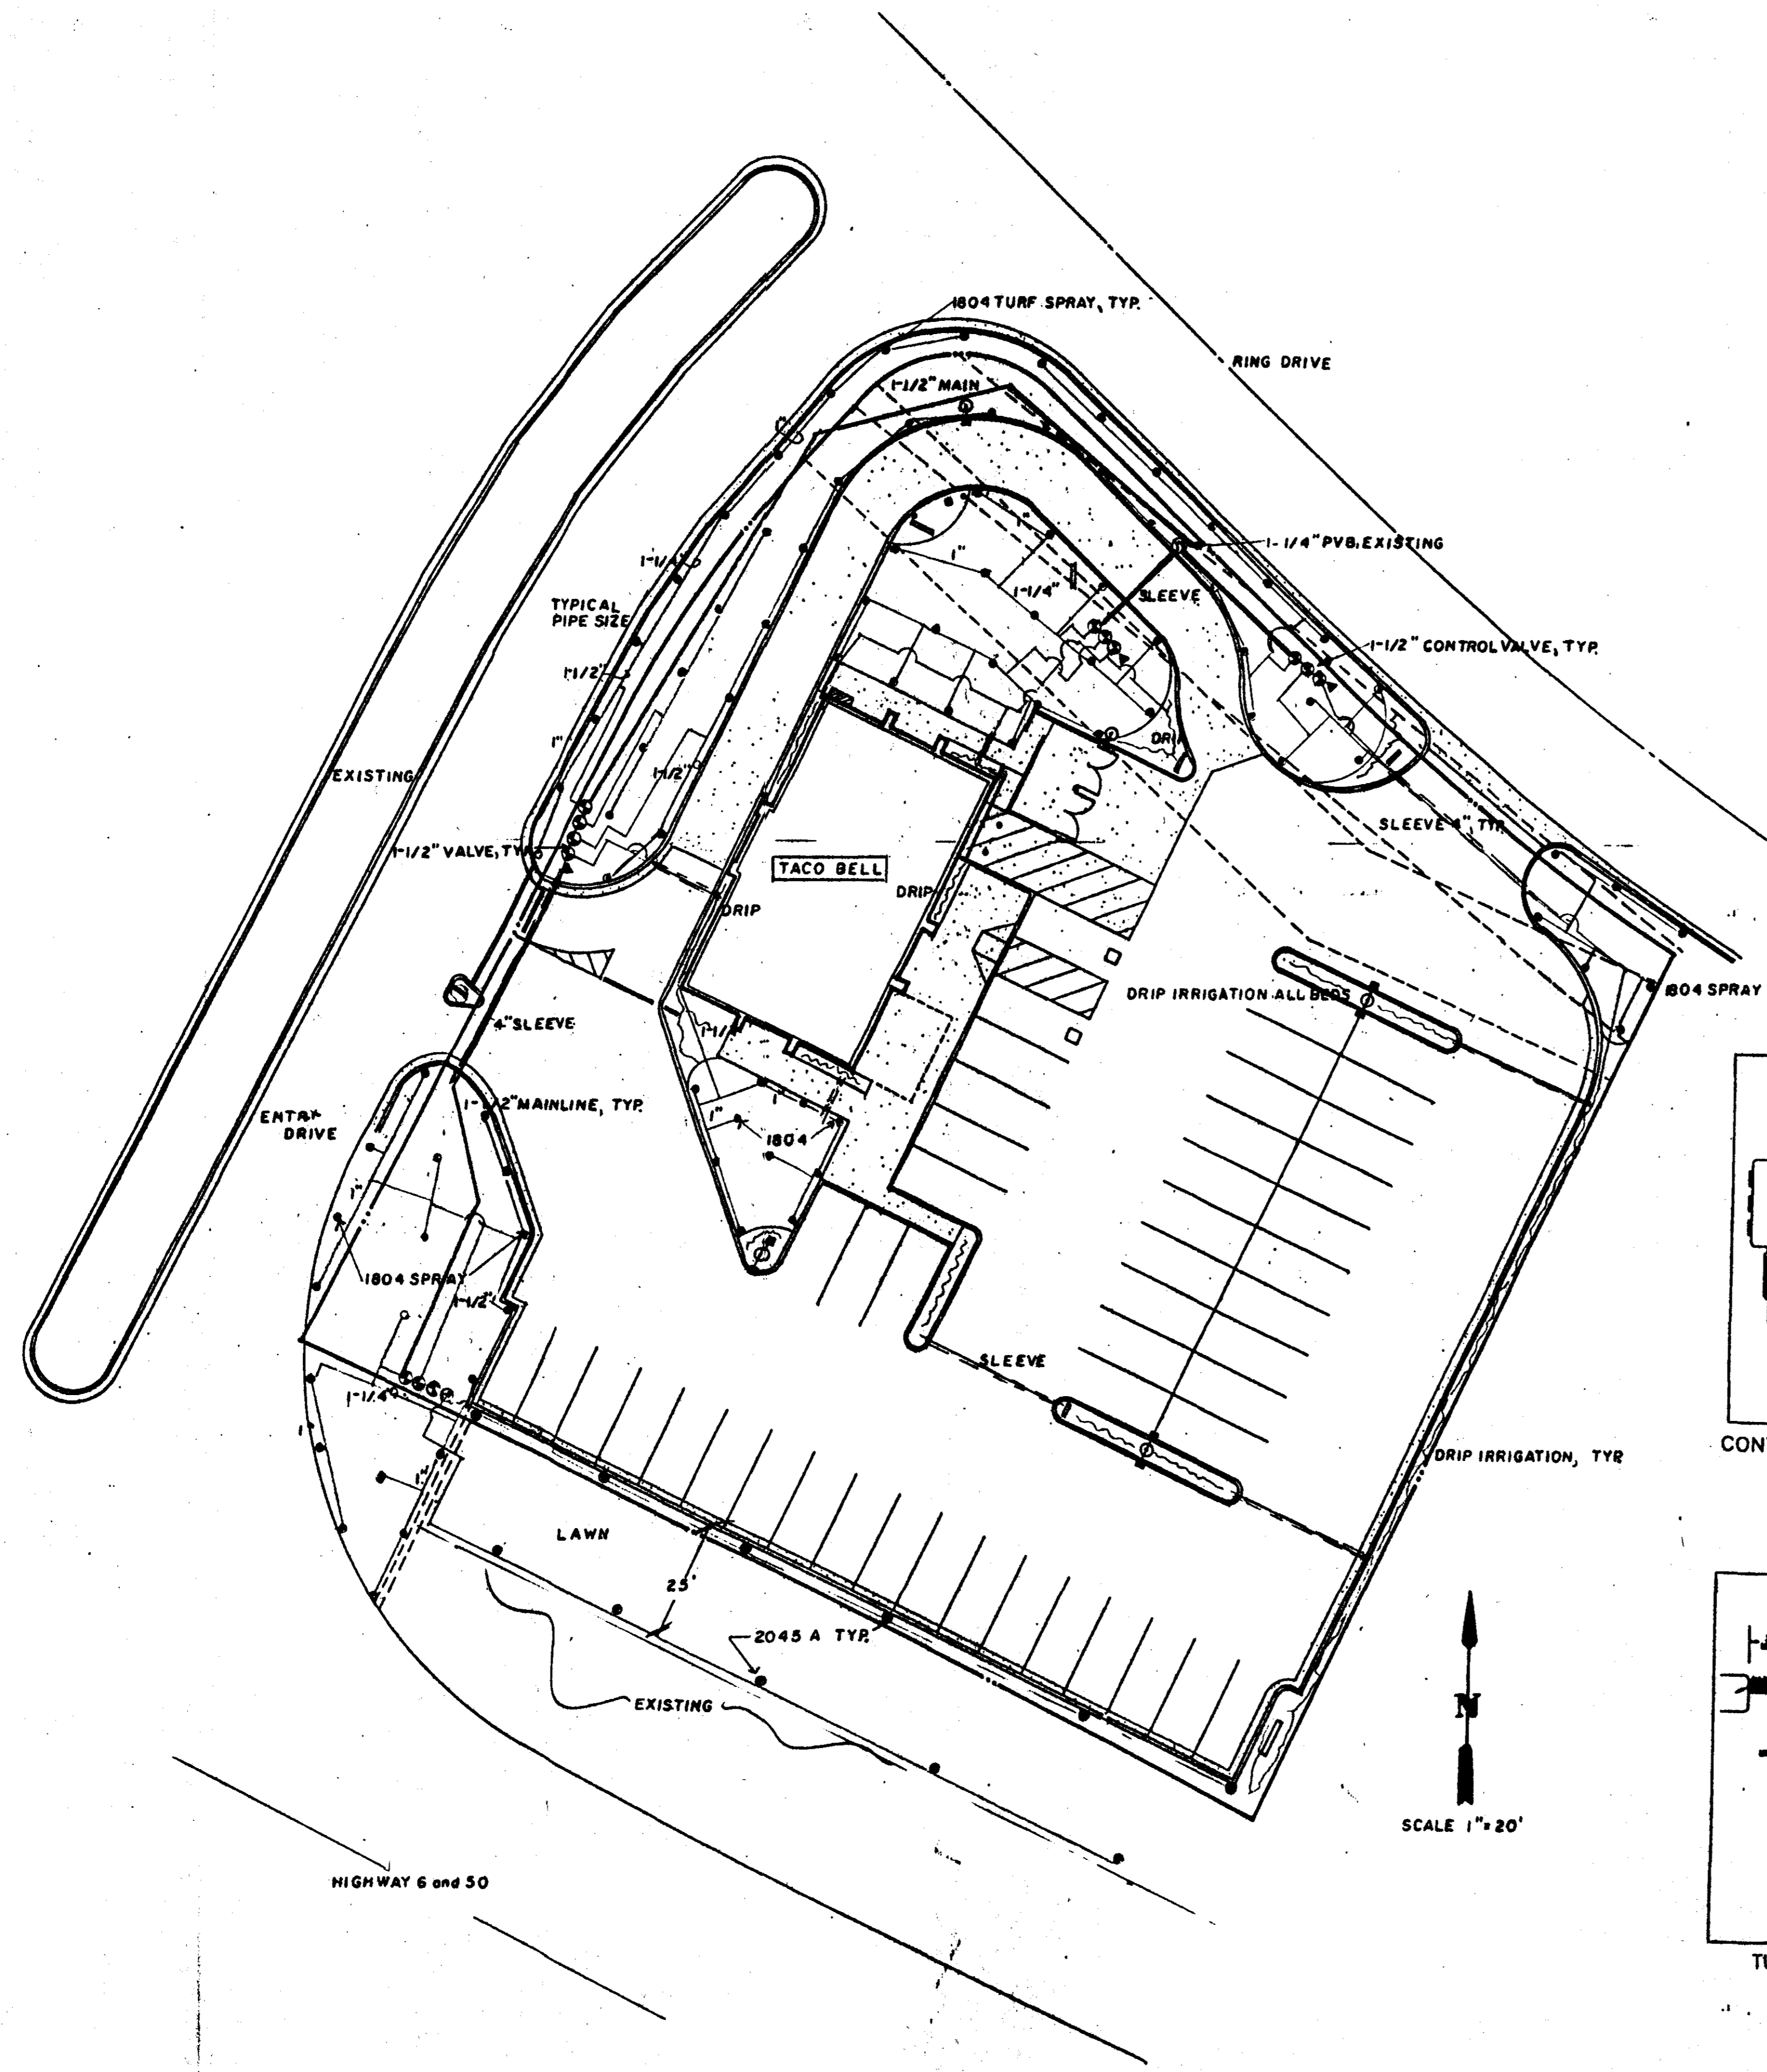 1804 TURF SPRAY, TYP.
RING DRIVE
1-1/2" MAIN
1"
1"
1-1/4" PVB, EXISTING
1"
1-1/4"
1-1/4"
SLEEVE
TYPICAL
PIPE SIZE
1-1/2" CONTROL VALVE, TYP.
1-1/2"
DRIP
1"
1-1/2"
EXISTING
SLEEVE 4", TYP.
1-1/2" VALVE, TYP.
TACO BELL
DRIP
DRIP
DRIP IRRIGATION ALL BEDS
1804 SPRAY
4" SLEEVE
1-1/2" MAINLINE, TYP.
ENTRY
DRIVE
1"
1804
1"
1804 SPRAY
1-1/2"
SLEEVE
1-1/4"
CON
DRIP IRRIGATION, TYP.
1"
LAWN
25'
2045 A TYP.
EXISTING
N
SCALE 1"=20'
HIGHWAY 6 and 50